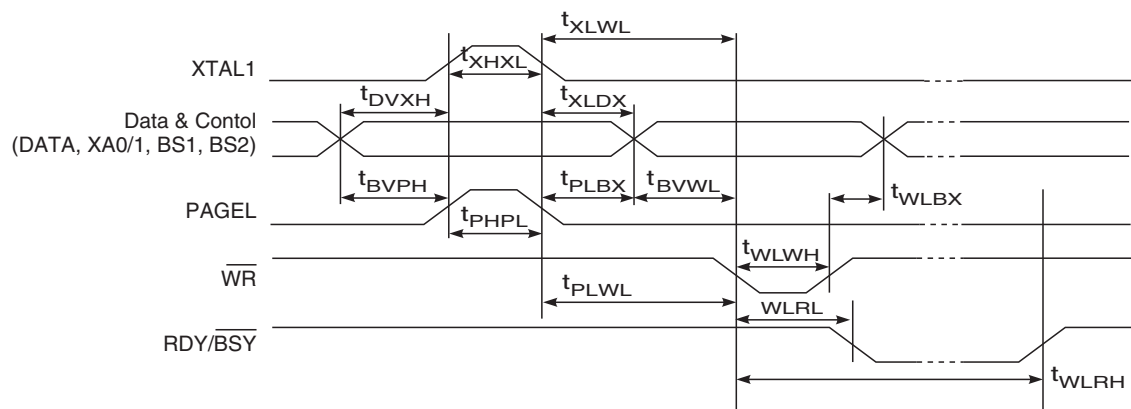 tXLWL
XTAL1
tXHXL
tDVXH
tXLDX
Data & Contol
(DATA, XA0/1, BS1, BS2)
tBVPH
tPLBX
tBVWL
tWLBX
PAGEL
tPHPL
tWLWH
WR
tPLWL
WLRL
RDY/BSY
tWLRH